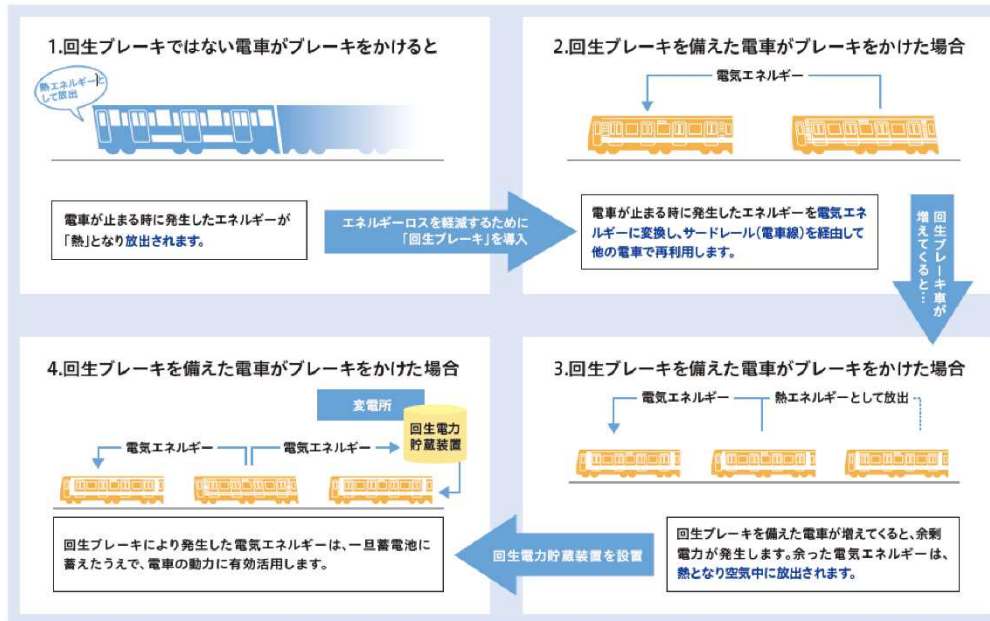 1.回生ブレーキではない電車がブレーキをかけると
熱エネルギーと
して放出
電車が止まる時に発生したエネルギーが
「熱」となり放出されます。
エネルギーロスを軽減するために
「回生ブレーキ」を導入
2.回生ブレーキを備えた電車がブレーキをかけた場合
電気エネルギー
電車が止まる時に発生したエネルギーを電気エネ
ルギーに変換し、サードレール(電車線)を経由して
他の電車で再利用します。
回生ブレーキ車が
増えてくると…
3.回生ブレーキを備えた電車がブレーキをかけた場合
電気エネルギー
熱エネルギーとして放出
回生ブレーキを備えた電車が増えてくると、余剰
電力が発生します。余った電気エネルギーは、
熱となり空気中に放出されます。
回生電力貯蔵装置を設置
4.回生ブレーキを備えた電車がブレーキをかけた場合
変電所
回生電力
貯蔵装置
電気エネルギー
電気エネルギー
回生ブレーキにより発生した電気エネルギーは、一旦蓄電池に
蓄えたうえで、電車の動力に有効活用します。